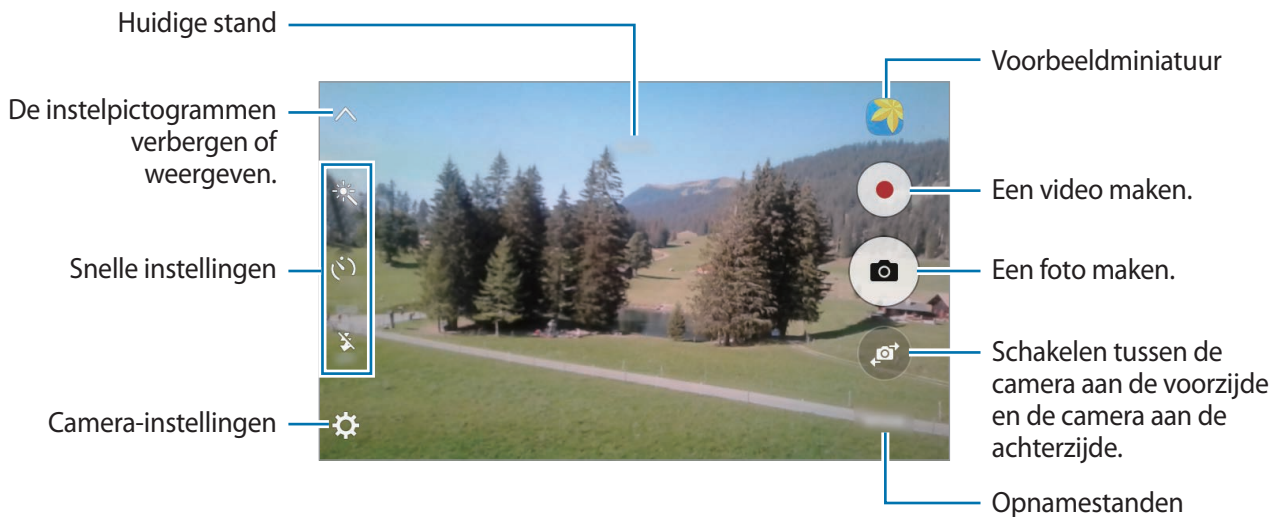 Huidige stand
De instelpictogrammen
verbergen of
weergeven.
Snelle instellingen
Camera-instellingen
Voorbeeldminiatuur
Een video maken.
Een foto maken.
Schakelen tussen de
camera aan de voorzijde
en de camera aan de
achterzijde.
Opnamestanden